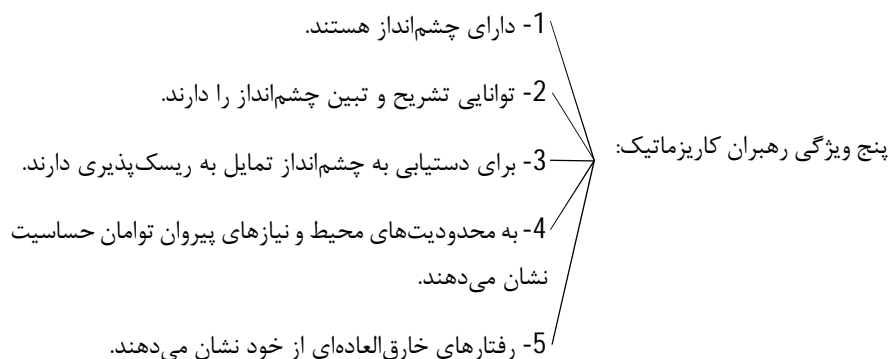 پنج ویژگی رهبران کاریزماتیک:
1- دارای چشم‌انداز هستند.
2- توانایی تشریح و تبین چشم‌انداز را دارند.
3- برای دستیابی به چشم‌انداز تمایل به ریسک‌پذیری دارند.
4- به محدودیت‌های محیط و نیازهای پیروان توامان حساسیت
نشان می‌دهند.
5- رفتارهای خارق‌العاده‌ای از خود نشان می‌دهند.